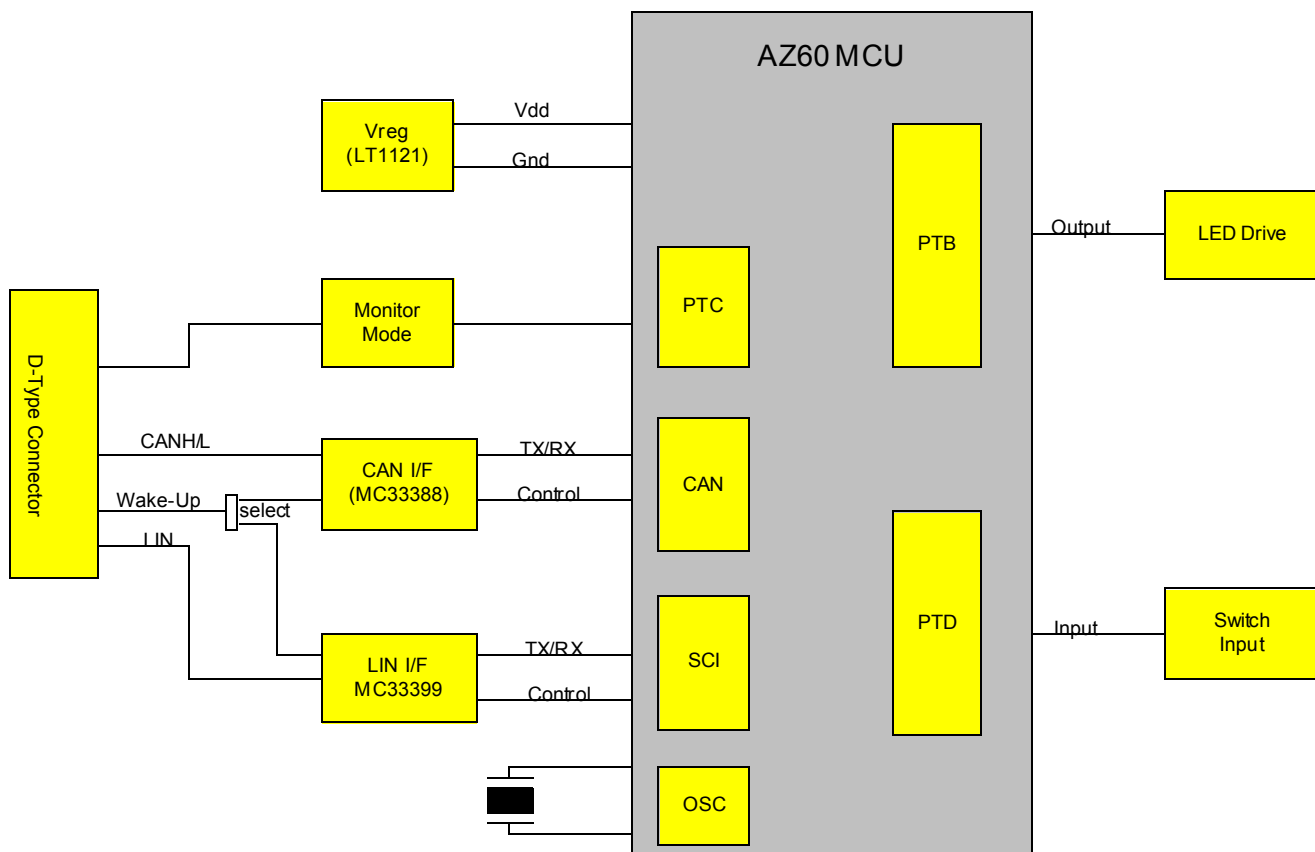 AZ60 MCU
Vreg
(LT1121)
Vdd
Gnd
PTB
Output
LED Drive
PTC
Monitor
Mode
D-Type Connector
CANH/L
CAN I/F
(MC33388)
TX/RX
Control
CAN
Wake-Up
select
LIN
PTD
Input
Switch
Input
LIN I/F
MC33399
TX/RX
Control
SCI
OSC